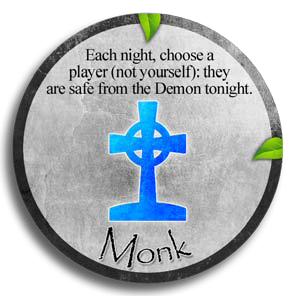 Each night, choose a
player (not yourself): they
are safe from the Demon tonight.
Monk